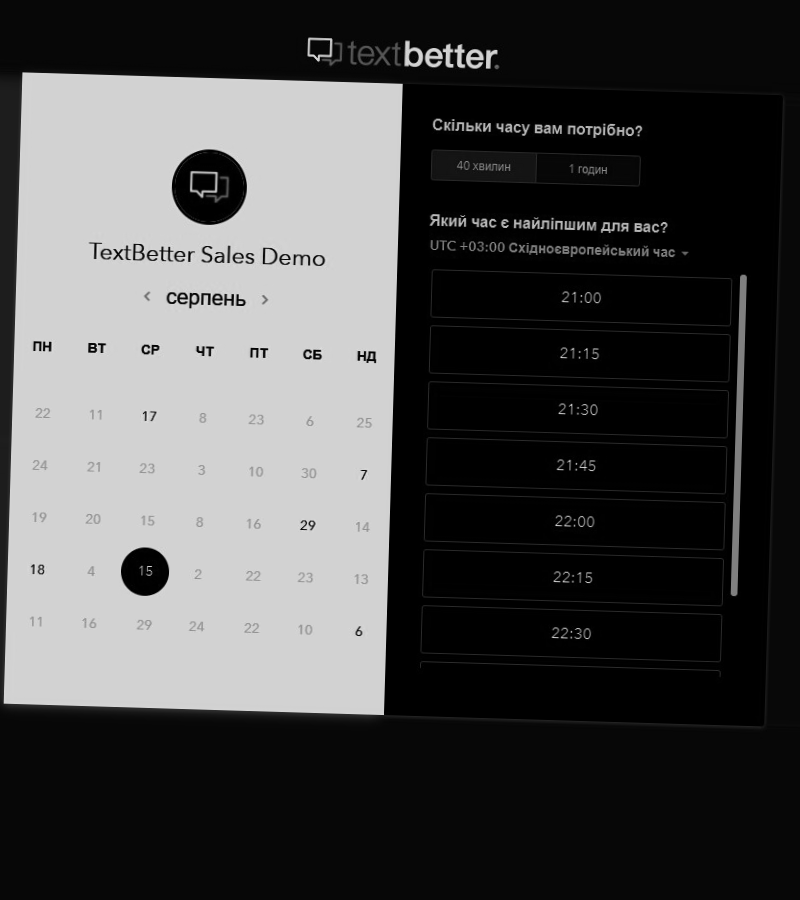 textbetter.
TextBetter Sales Demo
серпень
ПН ВТ СР ЧТ ПТ СБ НД
22 11 17 8 23 6 25
24 21 23 3 10 30 7
19 20 15 8 16 29 14
18 4 15 2 22 23 13
11 16 29 24 22 10 6
Скільки часу вам потрібно?
40 хвилин 1 годин
Який час є найліпшим для вас?
UTC +03:00 Східноєвропейський час
21:00
21:15
21:30
21:45
22:00
22:15
22:30